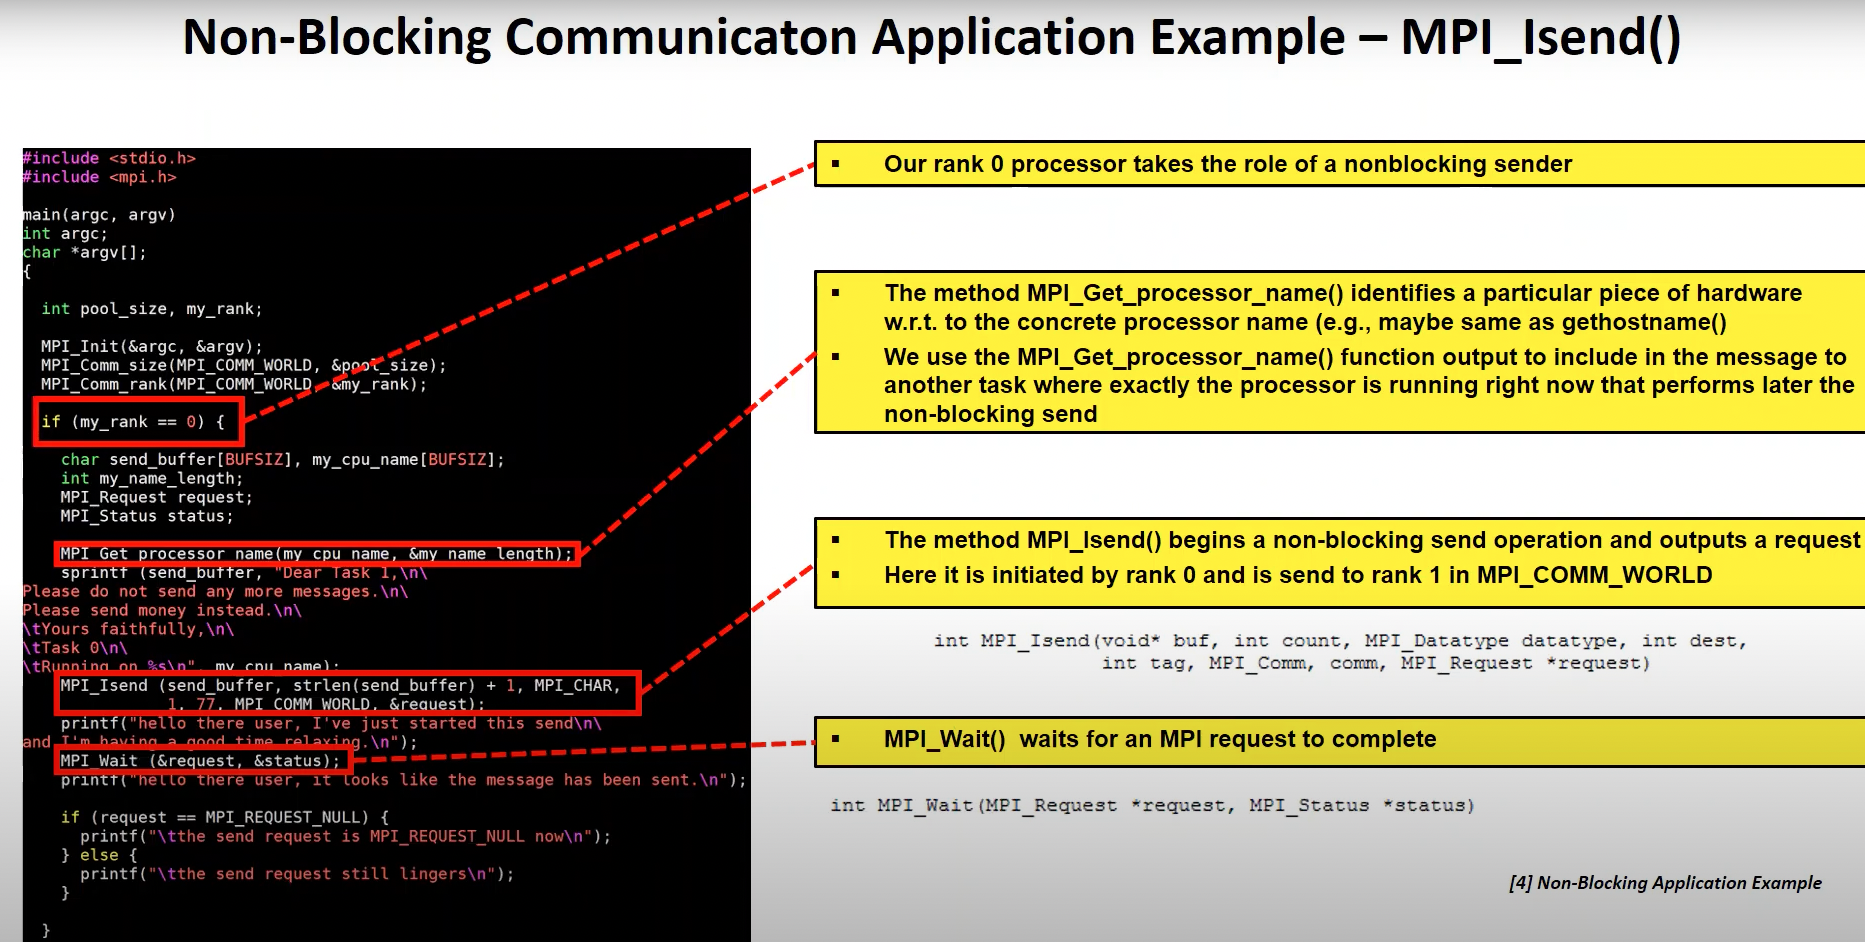 Non-Blocking Communicaton Application Example – MPI_Isend()
#include <stdio.h>
#include <mpi.h>
main(argc, argv)
int argc;
char *argv[];
{
int pool_size, my_rank;
MPI_Init(&argc, &argv);
MPI_Comm_size(MPI_COMM_WORLD, &pool_size);
MPI_Comm_rank(MPI_COMM_WORLD, &my_rank);
if (my_rank == 0) {
char send_buffer[BUFSIZ], my_cpu_name[BUFSIZ];
int my_name_length;
MPI_Request request;
MPI_Status status;
MPI_Get_processor_name(my_cpu_name, &my_name_length);
sprintf (send_buffer, "Dear Task 1,\n\
Please do not send any more messages.\n\
Please send money instead.\n\
\tYours faithfully,\n\
\tTask 0\n\
\tRunning on %s\n", my_cpu_name);
MPI_Isend (send_buffer, strlen(send_buffer) + 1, MPI_CHAR,
1, 77, MPI_COMM_WORLD, &request);
printf("hello there user, I've just started this send\n\
and I'm having a good time relaxing.\n");
MPI_Wait (&request, &status);
printf("hello there user, it looks like the message has been sent.\n");
if (request == MPI_REQUEST_NULL) {
printf("\tthe send request is MPI_REQUEST_NULL now\n");
} else {
printf("\tthe send request still lingers\n");
}
}
▪ Our rank 0 processor takes the role of a nonblocking sender
▪ The method MPI_Get_processor_name() identifies a particular piece of hardware
w.r.t. to the concrete processor name (e.g., maybe same as gethostname()
▪ We use the MPI_Get_processor_name() function output to include in the message to
another task where exactly the processor is running right now that performs later the
non-blocking send
▪ The method MPI_Isend() begins a non-blocking send operation and outputs a request
▪ Here it is initiated by rank 0 and is send to rank 1 in MPI_COMM_WORLD
int MPI_Isend(void* buf, int count, MPI_Datatype datatype, int dest,
int tag, MPI_Comm, comm, MPI_Request *request)
▪ MPI_Wait() waits for an MPI request to complete
int MPI_Wait(MPI_Request *request, MPI_Status *status)
[4] Non-Blocking Application Example